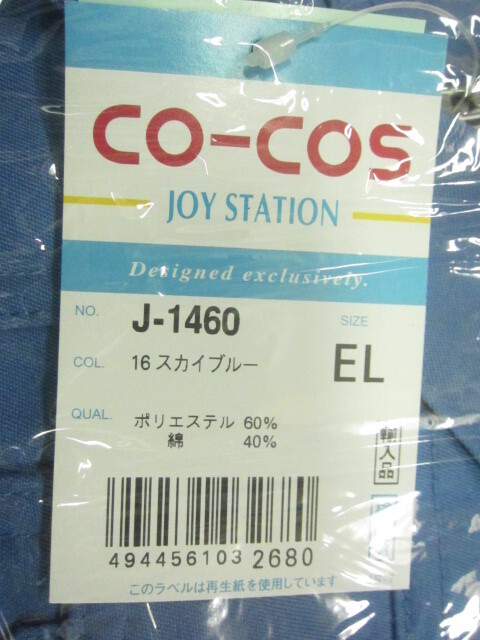 CO-COS
JOY STATION
Designed exclusively.
NO. J-1460
SIZE
EL
COL. 16 スカイブルー
QUAL. ポリエステル 60%
綿 40%
輸入品
4944561032680
このラベルは再生紙を使用しています